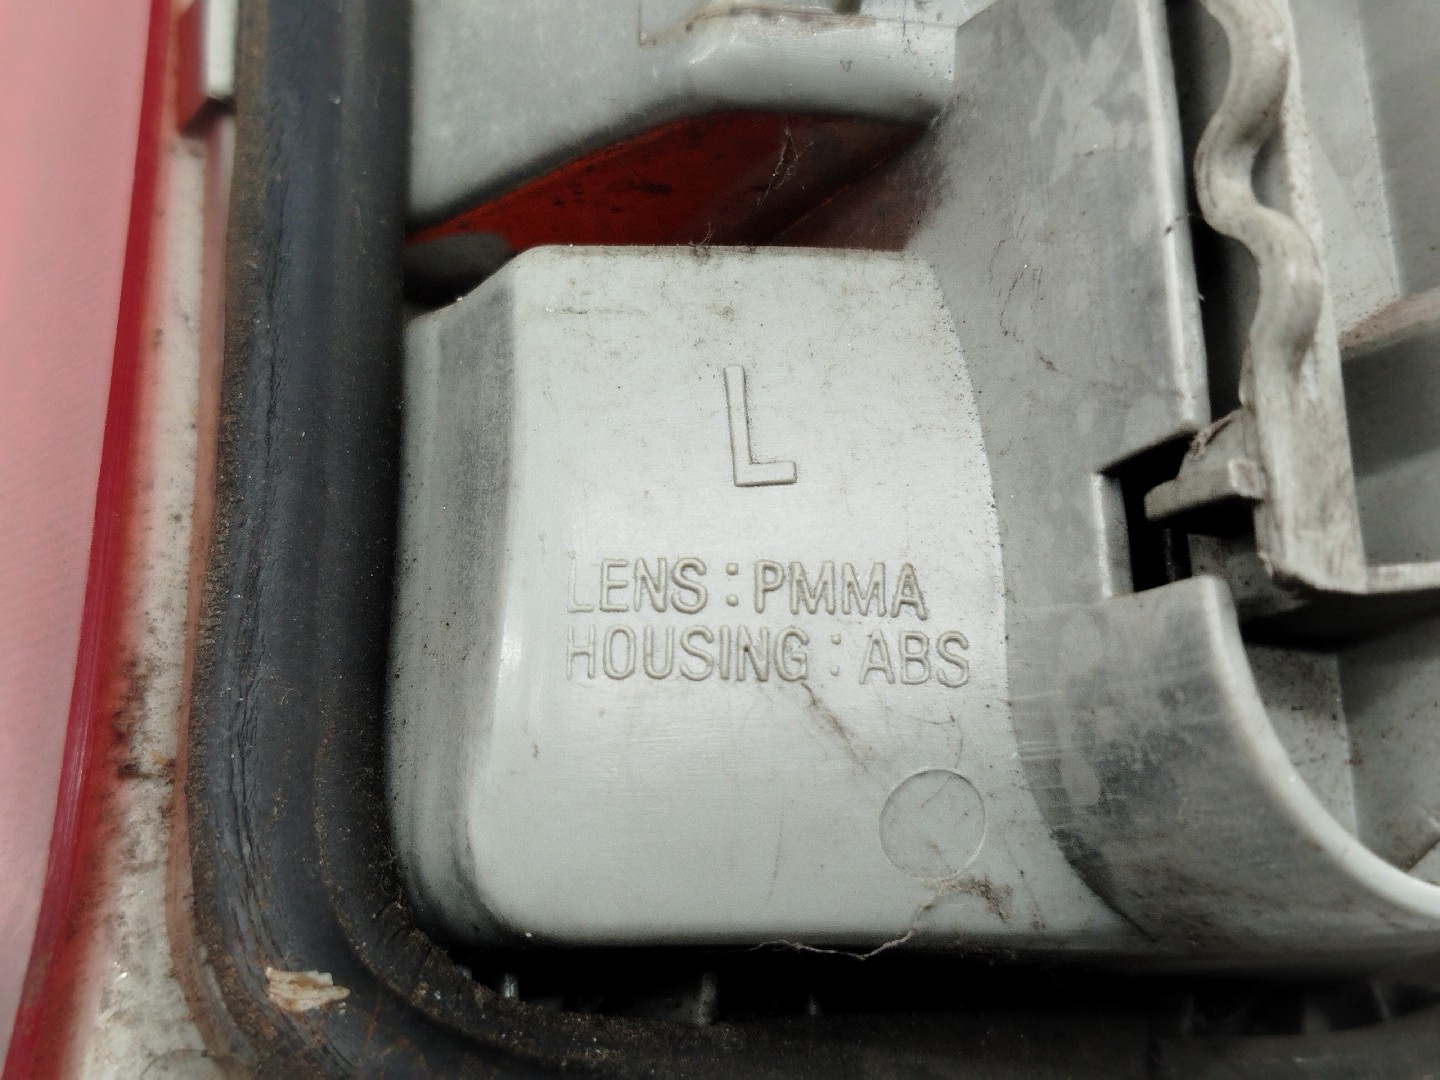 L
LENS : PMMA
HOUSING : ABS